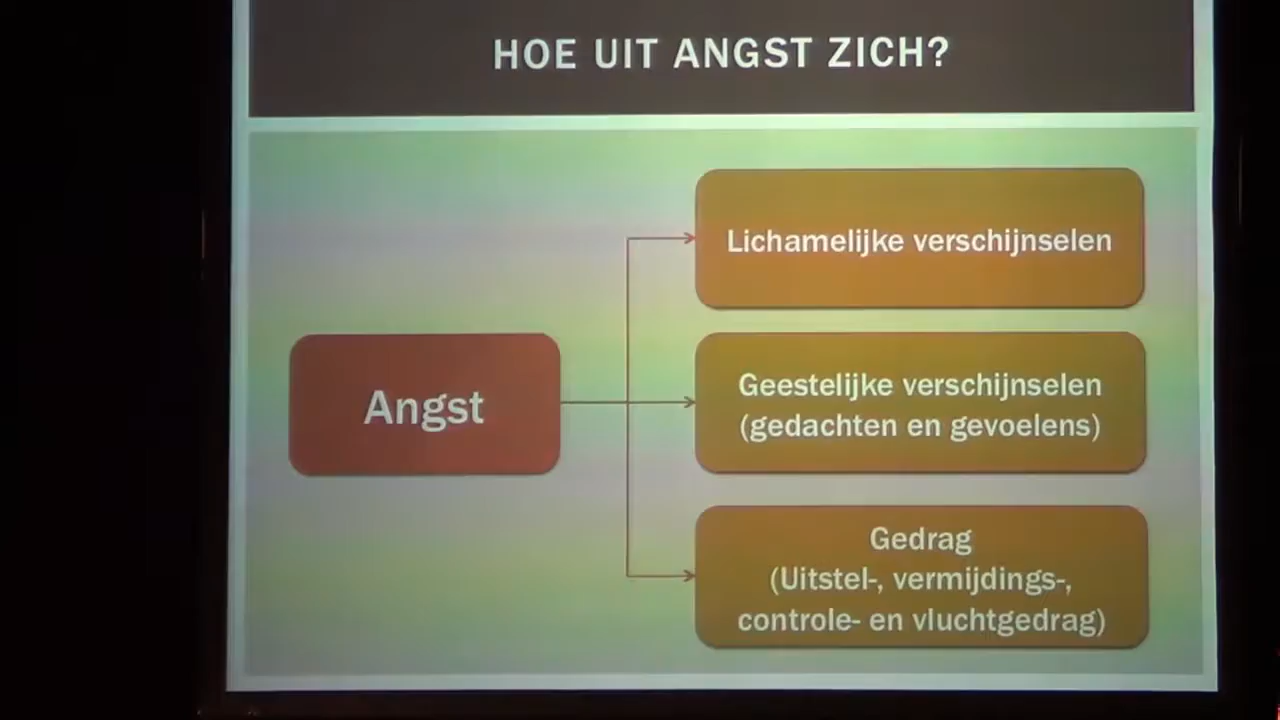 HOE UIT ANGST ZICH?
Lichamelijke verschijnselen
Angst
Geestelijke verschijnselen
(gedachten en gevoelens)
Gedrag
(Uitstel-, vermijdings-,
controle- en vluchtgedrag)